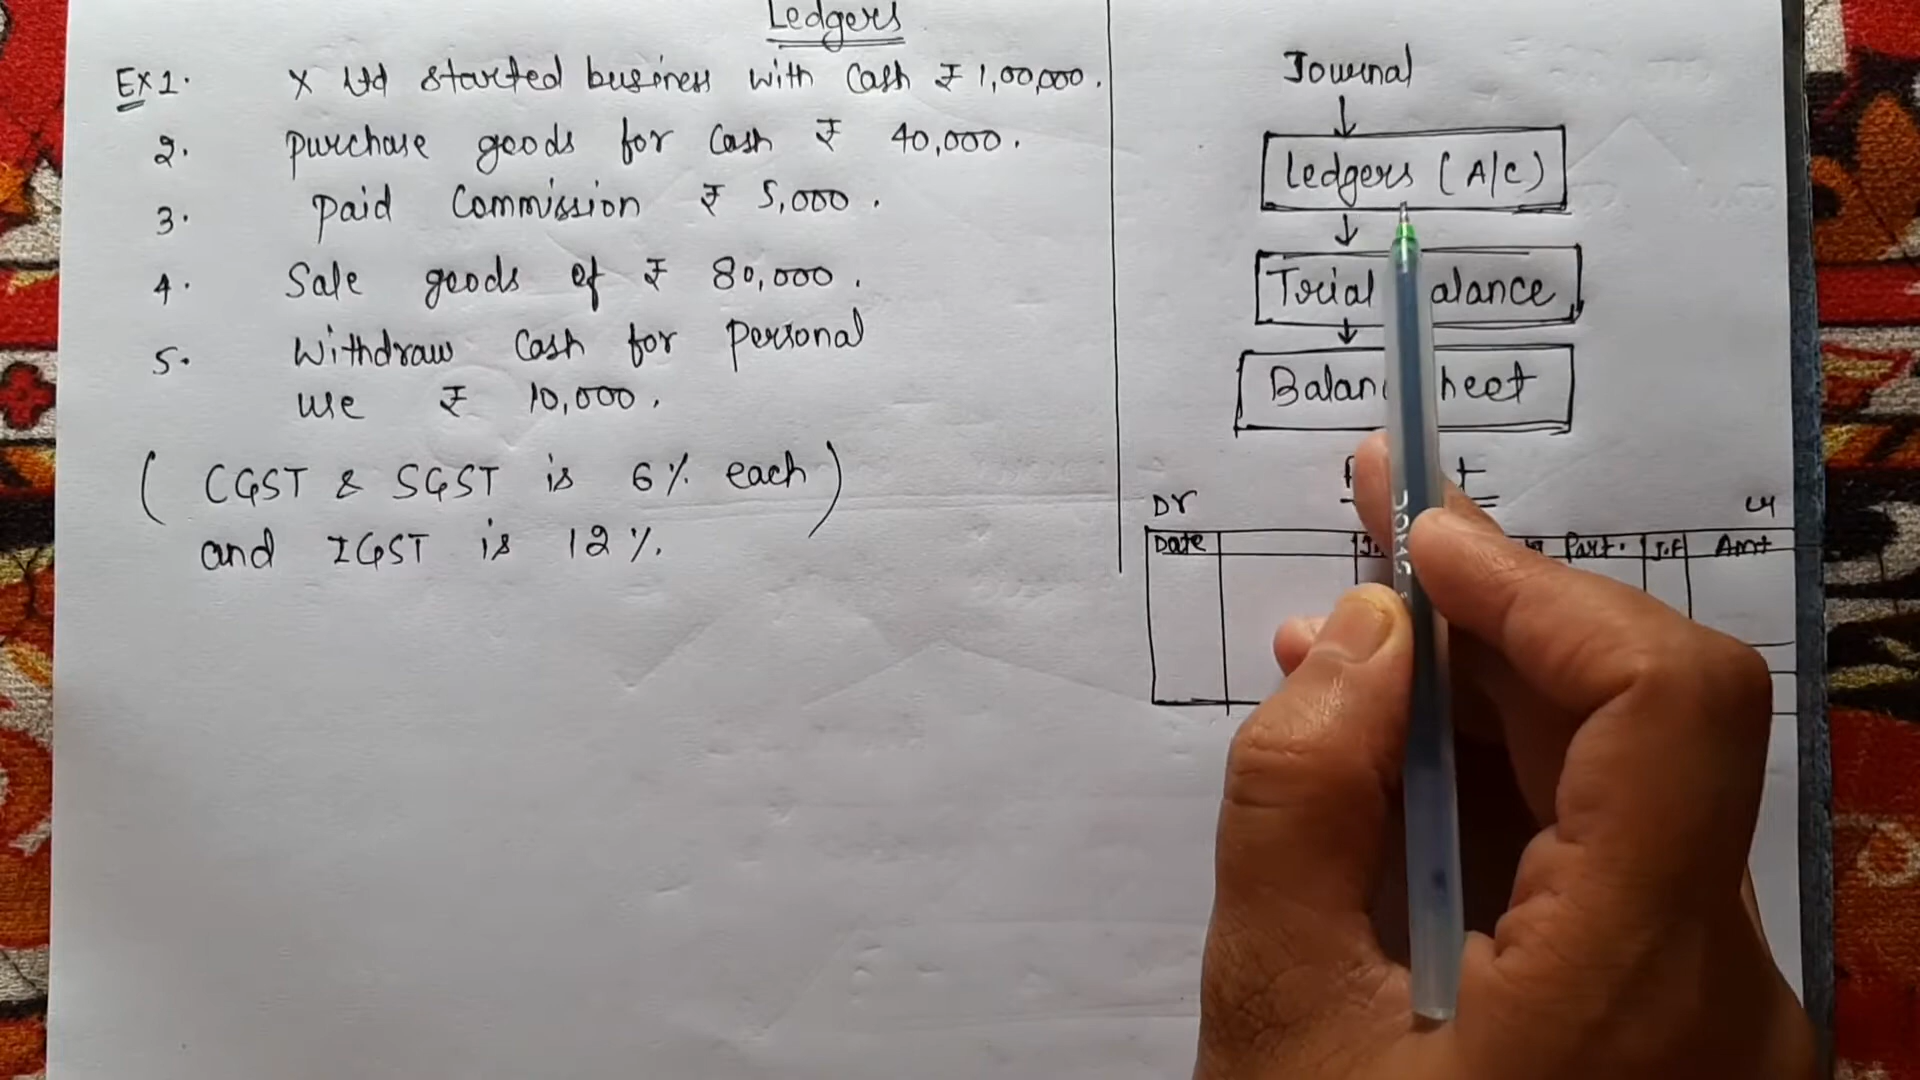 Ledgers
Ex 1. X Ltd started business with Cash ₹ 1,00,000.
2. purchase goods for Cash ₹ 40,000.
3. paid Commission ₹ 5,000.
4. Sale goods of ₹ 80,000.
5. Withdraw Cash for personal
use ₹ 10,000.
( CGST & SGST is 6% each )
and IGST is 12%.
Journal
Ledgers (A/C)
Trial alance
Balan heet
Dr
Date Part. J.F Amt
DOMS